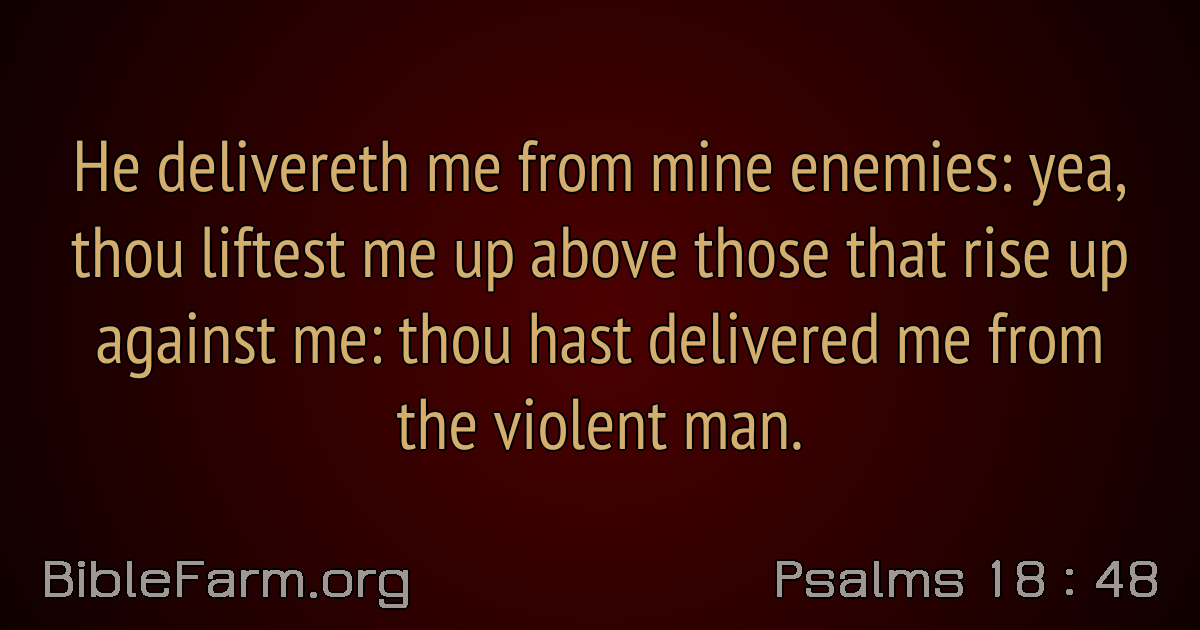 He delivereth me from mine enemies: yea,
thou liftest me up above those that rise up
against me: thou hast delivered me from
the violent man.
BibleFarm.org
Psalms 18 : 48